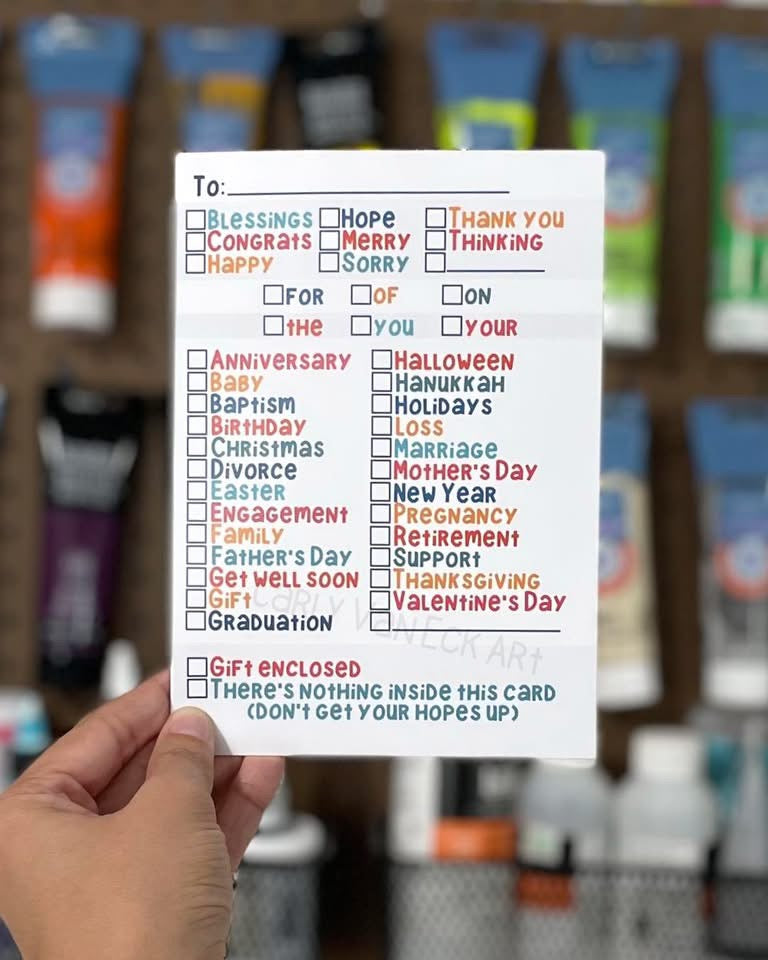 To:
BLESSINGS HOPE THANK YOU
CONGRATS MERRY THINKING
HAPPY SORRY
FOR OF ON
the you YOUR
ANNiVERSARY HALLOWEEN
BABY HANUKKAH
BAPtiSM HOLiDAYS
BiRtHDAY LOSS
CHRiStMAS MARRiAGE
DiVORCE MOtHER'S DAY
EASteR NEW YEAR
ENGAGEMENt PREGNANCY
FAMiLY RetiREMENt
FAtHER'S DAY SUPPORt
Get WELL SOON tHANKSGiViNG
GiFt VALENtiNE'S DAY
GRADUAtiON
CARLY VANECK ARt
GiFt ENCLOSED
tHERE'S NOtHiNG iNSiDE tHiS CARD
(DON't Get YOUR HOPES UP)